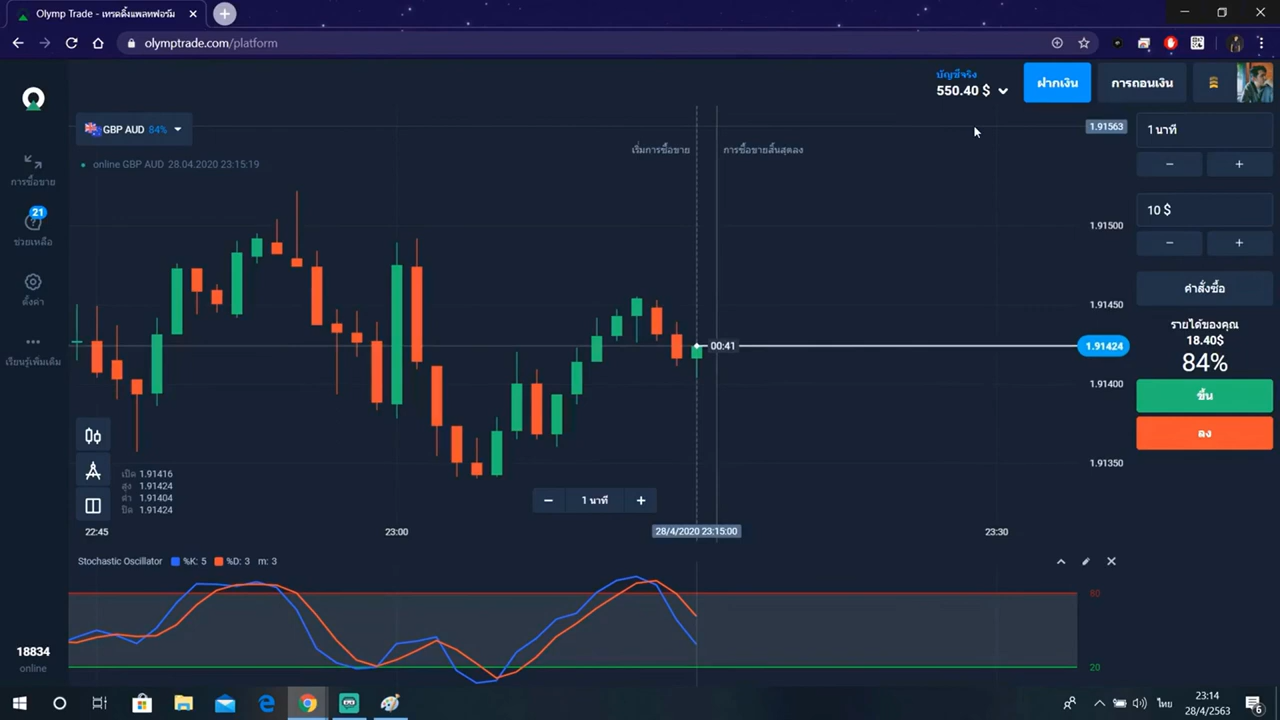 Olymp Trade - เทรดดิ้งแพลทฟอร์ม
olymptrade.com/platform
บัญชีจริง
550.40 $
ฝากเงิน
การถอนเงิน
GBP AUD 84%
online GBP AUD 28.04.2020 23:15:19
เริ่มการซื้อขาย
การซื้อขายสิ้นสุดลง
การซื้อขาย
21
ช่วยเหลือ
ตั้งค่า
เรียนรู้เพิ่มเติม
1.91563
1.91500
1.91450
1.91424
1.91400
1.91350
00:41
1 นาที
− +
10 $
− +
คำสั่งซื้อ
รายได้ของคุณ
18.40$
84%
ขึ้น
ลง
เปิด 1.91416
สูง 1.91424
ต่ำ 1.91404
ปิด 1.91424
− 1 นาที +
22:45
23:00
28/4/2020 23:15:00
23:30
Stochastic Oscillator %K: 5 %D: 3 m: 3
80
20
18834
online
ไทย
23:14
28/4/2563
6